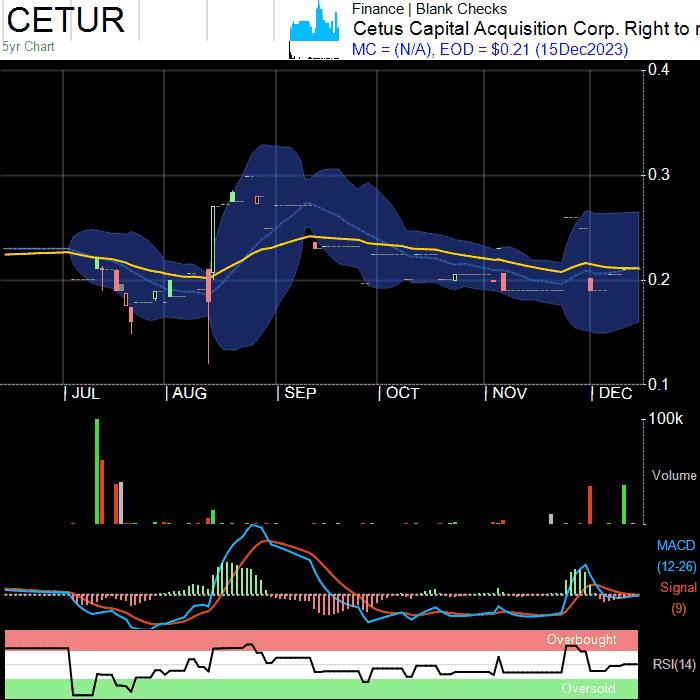 CETUR
5yr Chart
Finance | Blank Checks
Cetus Capital Acquisition Corp. Right to r
MC = (N/A), EOD = $0.21 (15Dec2023)
0.4
0.3
0.2
0.1
JUL AUG SEP OCT NOV DEC
100k
Volume
MACD
(12-26)
Signal
(9)
Overbought
RSI(14)
Oversold